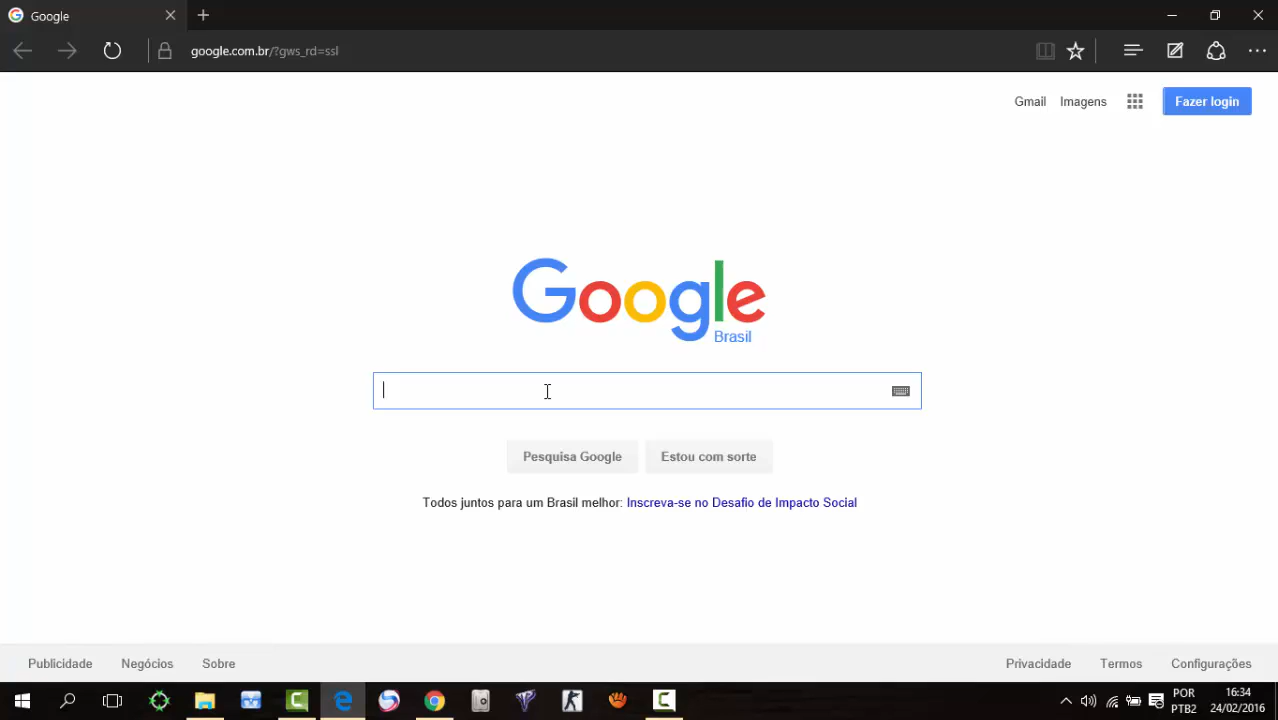 Google
google.com.br/?gws_rd=ssl
Gmail Imagens Fazer login
Google
Brasil
Pesquisa Google Estou com sorte
Todos juntos para um Brasil melhor: Inscreva-se no Desafio de Impacto Social
Publicidade Negócios Sobre Privacidade Termos Configurações
POR 16:34
PTB2 24/02/2016